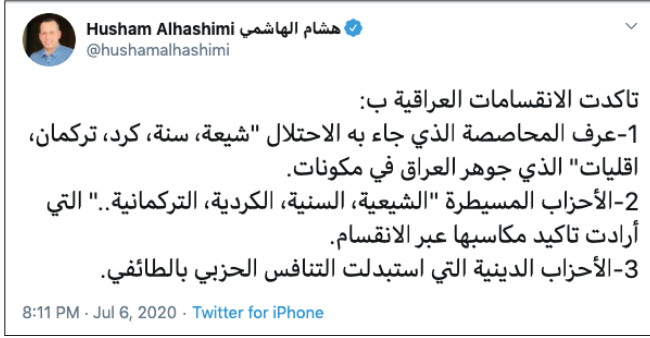 Husham Alhashimi هشام الهاشمي
@hushamalhashimi
تاكدت الانقسامات العراقية ب:
1-عرف المحاصصة الذي جاء به الاحتلال "شيعة، سنة، كرد، تركمان،
اقليات" الذي جوهر العراق في مكونات.
2-الأحزاب المسيطرة "الشيعية، السنية، الكردية، التركمانية.." التي
أرادت تاكيد مكاسبها عبر الانقسام.
3-الأحزاب الدينية التي استبدلت التنافس الحزبي بالطائفي.
8:11 PM · Jul 6, 2020 · Twitter for iPhone